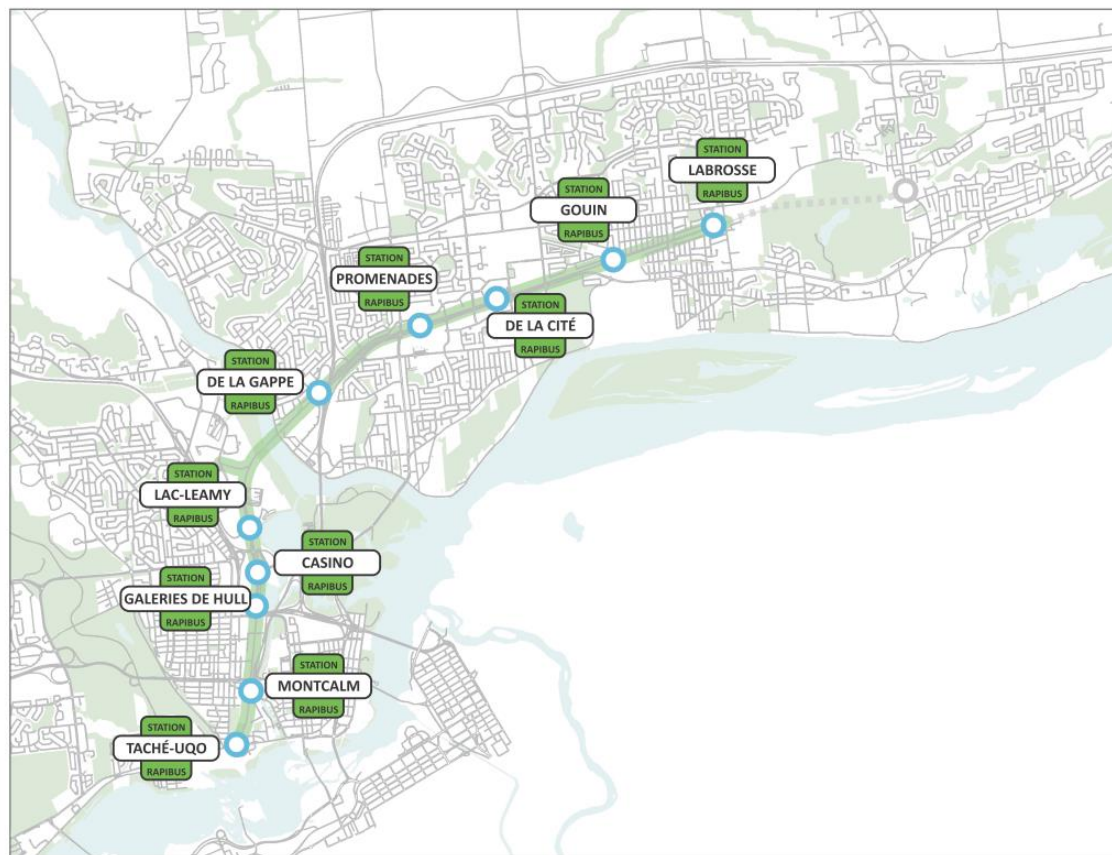 STATION
LABROSSE
RAPIBUS
STATION
GOUIN
RAPIBUS
STATION
PROMENADES
RAPIBUS
STATION
DE LA CITÉ
RAPIBUS
STATION
DE LA GAPPE
RAPIBUS
STATION
LAC-LEAMY
RAPIBUS
STATION
CASINO
RAPIBUS
STATION
GALERIES DE HULL
RAPIBUS
STATION
MONTCALM
RAPIBUS
STATION
TACHÉ-UQO
RAPIBUS